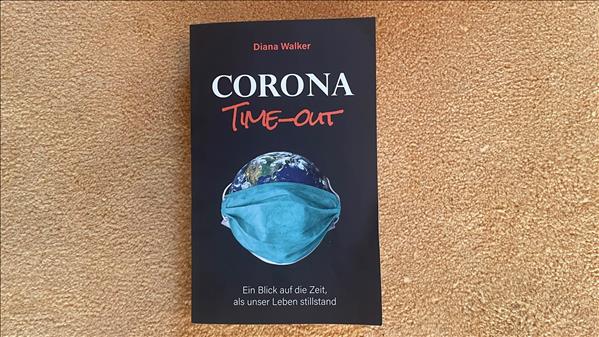 Diana Walker
CORONA
TIME-OUT
Ein Blick auf die Zeit,
als unser Leben stillstand